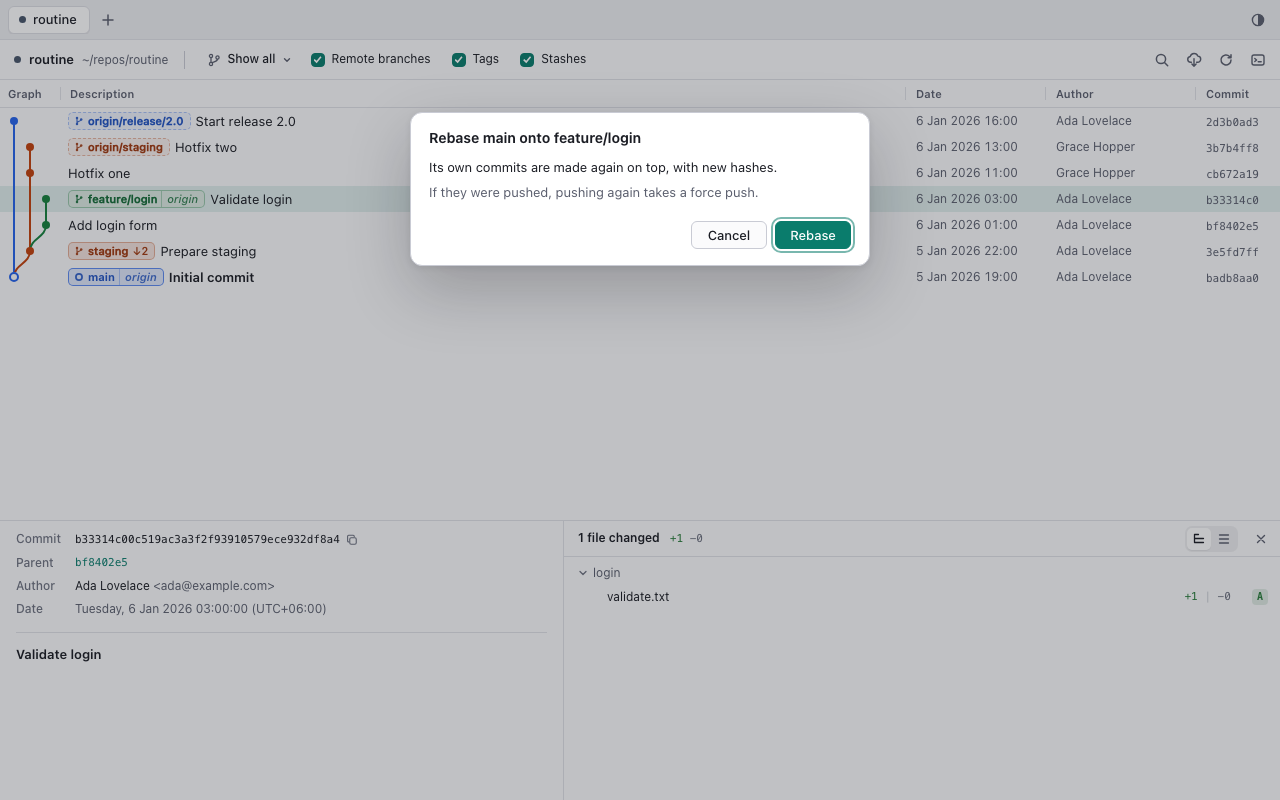 routine
routine ~/repos/routine Show all Remote branches Tags Stashes
Graph Description Date Author Commit
origin/release/2.0 Start release 2.0 6 Jan 2026 16:00 Ada Lovelace 2d3b0ad3
origin/staging Hotfix two 6 Jan 2026 13:00 Grace Hopper 3b7b4ff8
Hotfix one 6 Jan 2026 11:00 Grace Hopper cb672a19
feature/login origin Validate login 6 Jan 2026 03:00 Ada Lovelace b33314c0
Add login form 6 Jan 2026 01:00 Ada Lovelace bf8402e5
staging ↓2 Prepare staging 5 Jan 2026 22:00 Ada Lovelace 3e5fd7ff
main origin Initial commit 5 Jan 2026 19:00 Ada Lovelace badb8aa0
Rebase main onto feature/login
Its own commits are made again on top, with new hashes.
If they were pushed, pushing again takes a force push.
Cancel Rebase
Commit b33314c00c519ac3a3f2f93910579ece932df8a4
Parent bf8402e5
Author Ada Lovelace <ada@example.com>
Date Tuesday, 6 Jan 2026 03:00:00 (UTC+06:00)
Validate login
1 file changed +1 −0
login
validate.txt +1 | −0 A